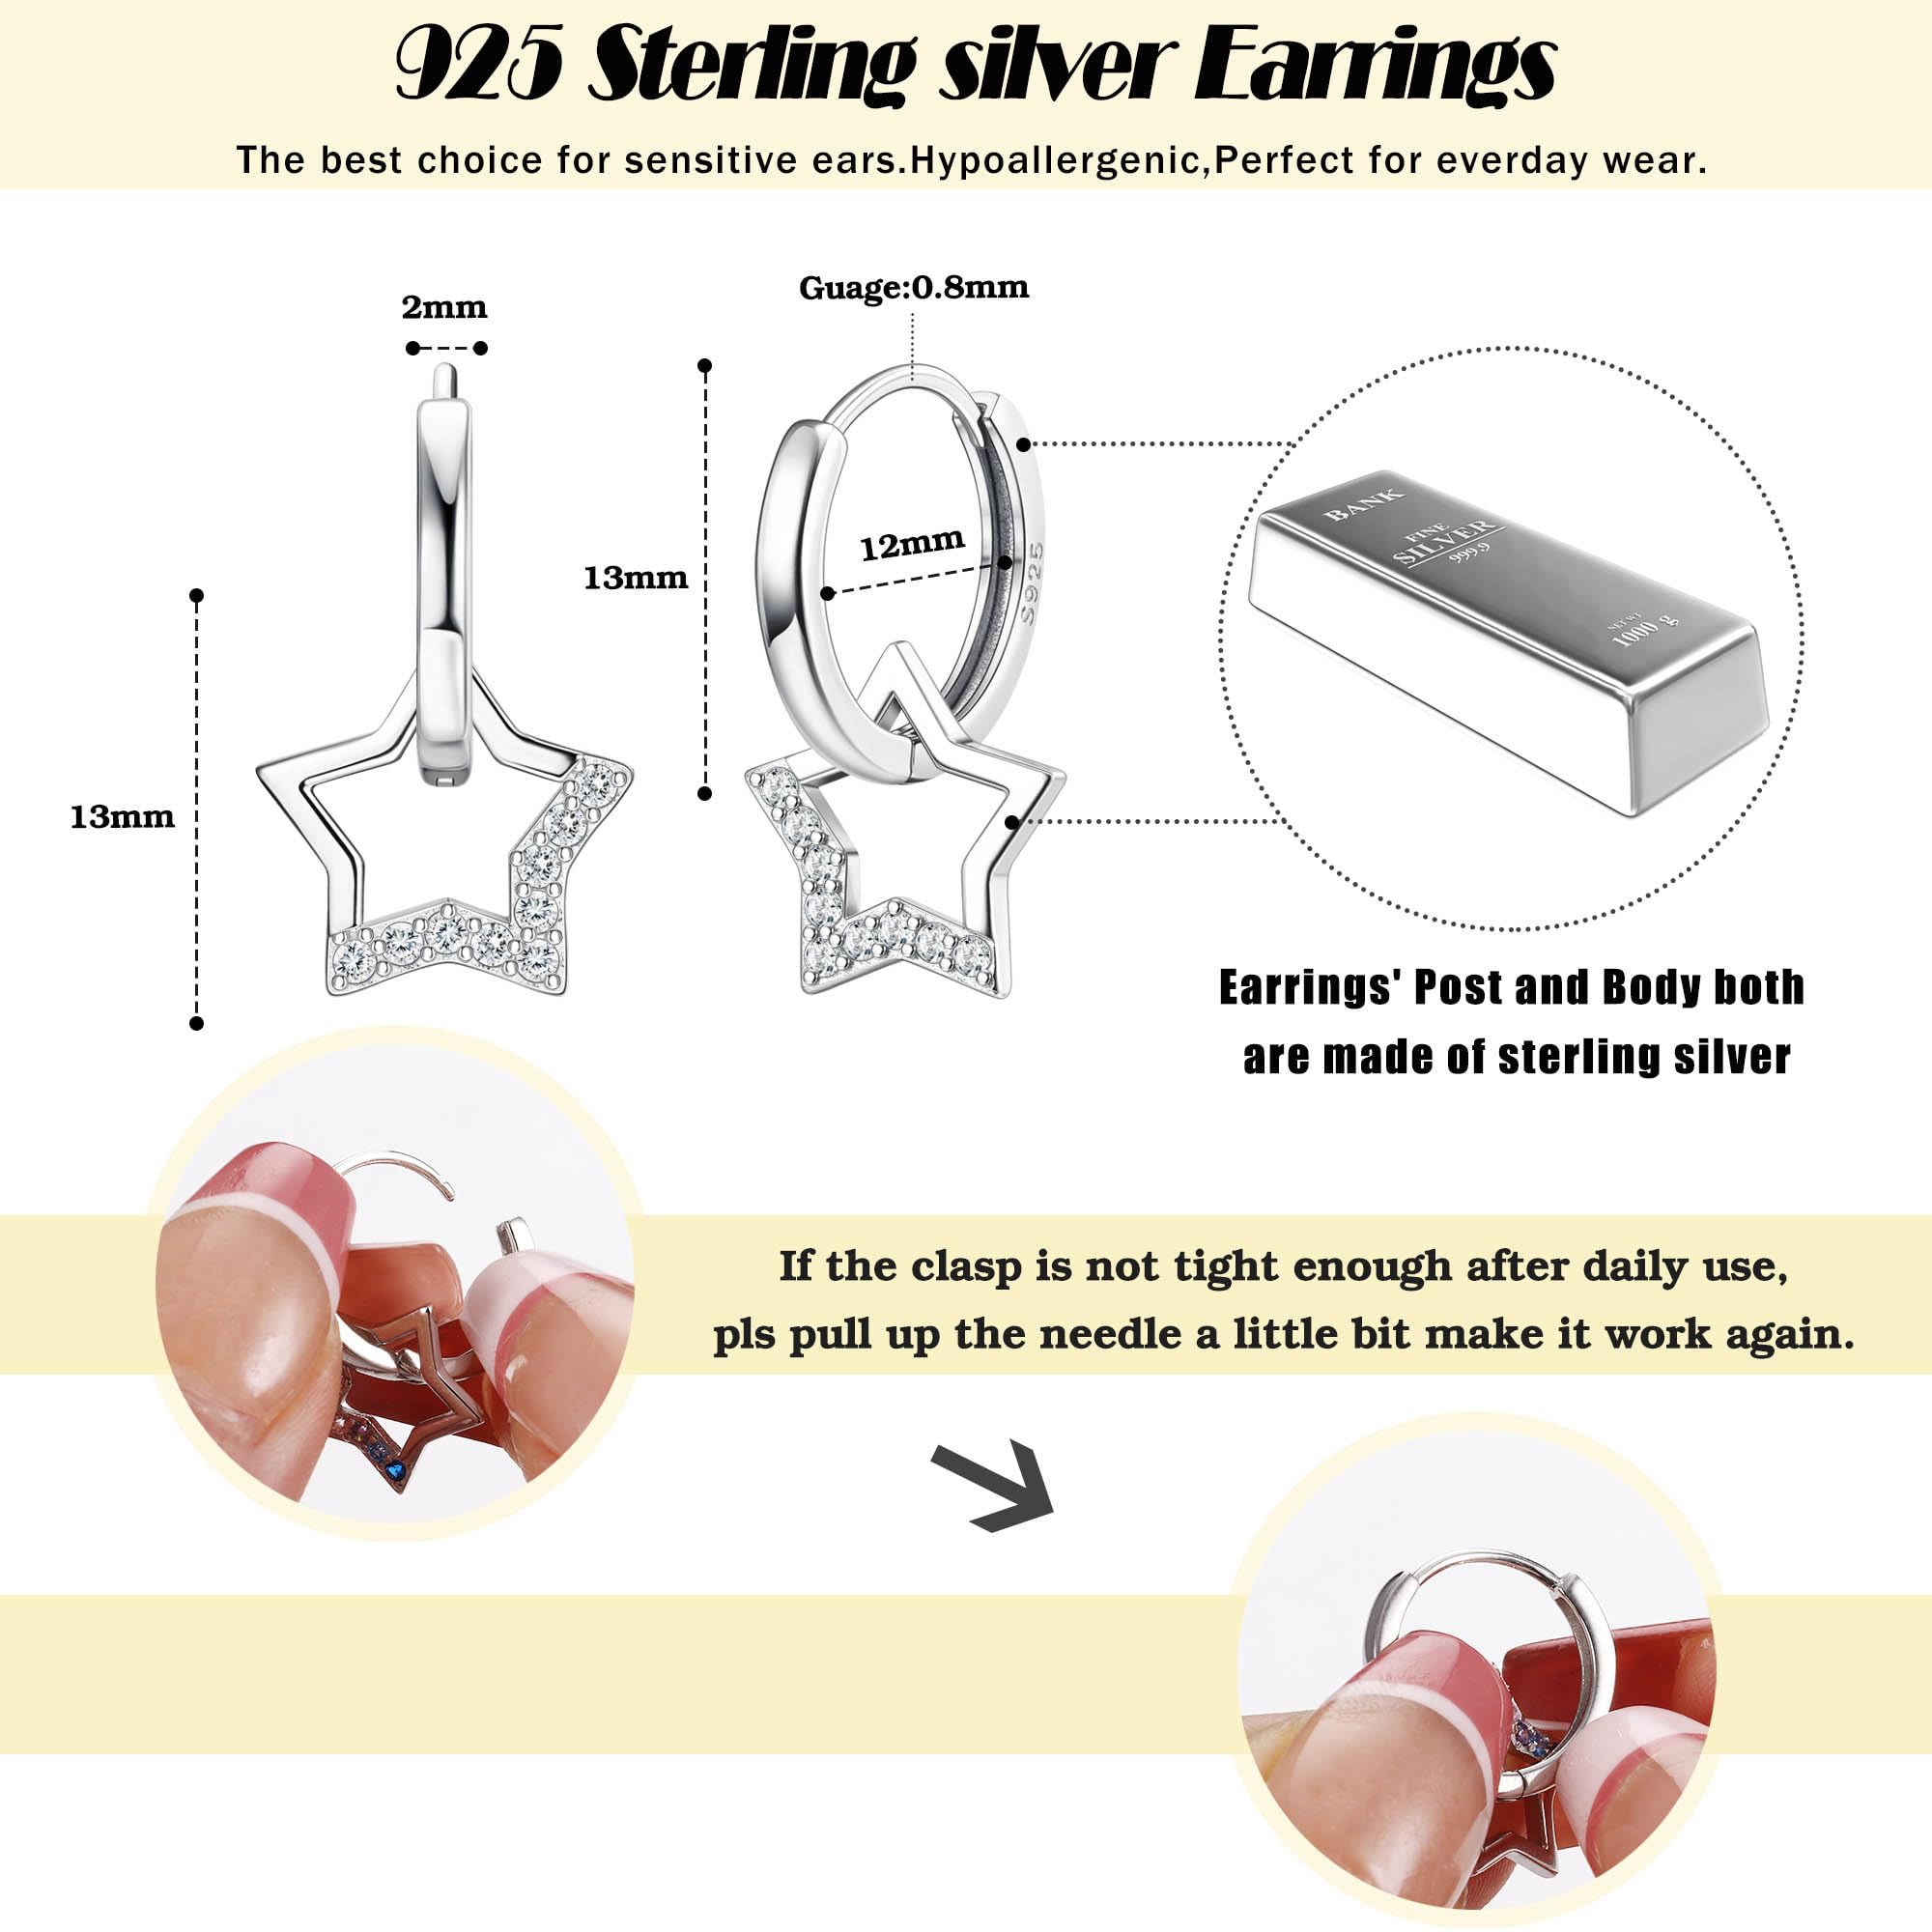 925 Sterling silver Earrings
The best choice for sensitive ears.Hypoallergenic,Perfect for everday wear.
2mm
Guage:0.8mm
12mm
13mm
S925
13mm
BANK
FINE
SILVER
999.9
NET WT
1000 g
Earrings' Post and Body both
are made of sterling silver
If the clasp is not tight enough after daily use,
pls pull up the needle a little bit make it work again.